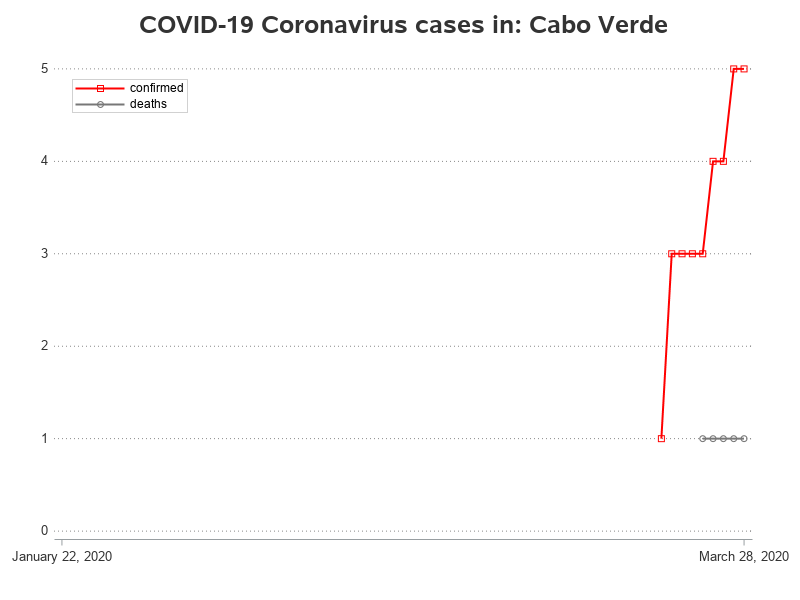 COVID-19 Coronavirus cases in: Cabo Verde
5
confirmed
deaths
4
3
2
1
0
January 22, 2020
March 28, 2020